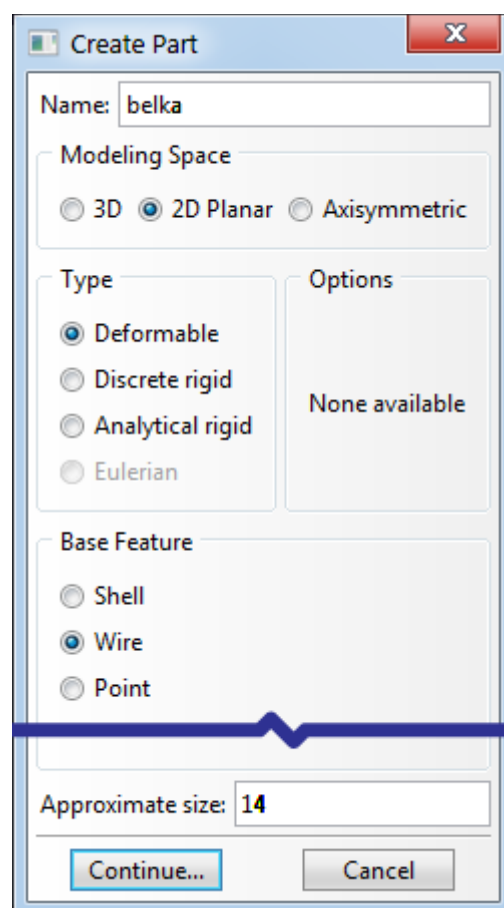 Create Part
Name: belka
Modeling Space
3D 2D Planar Axisymmetric
Type
Deformable
Discrete rigid
Analytical rigid
Eulerian
Options
None available
Base Feature
Shell
Wire
Point
Approximate size: 14
Continue... Cancel